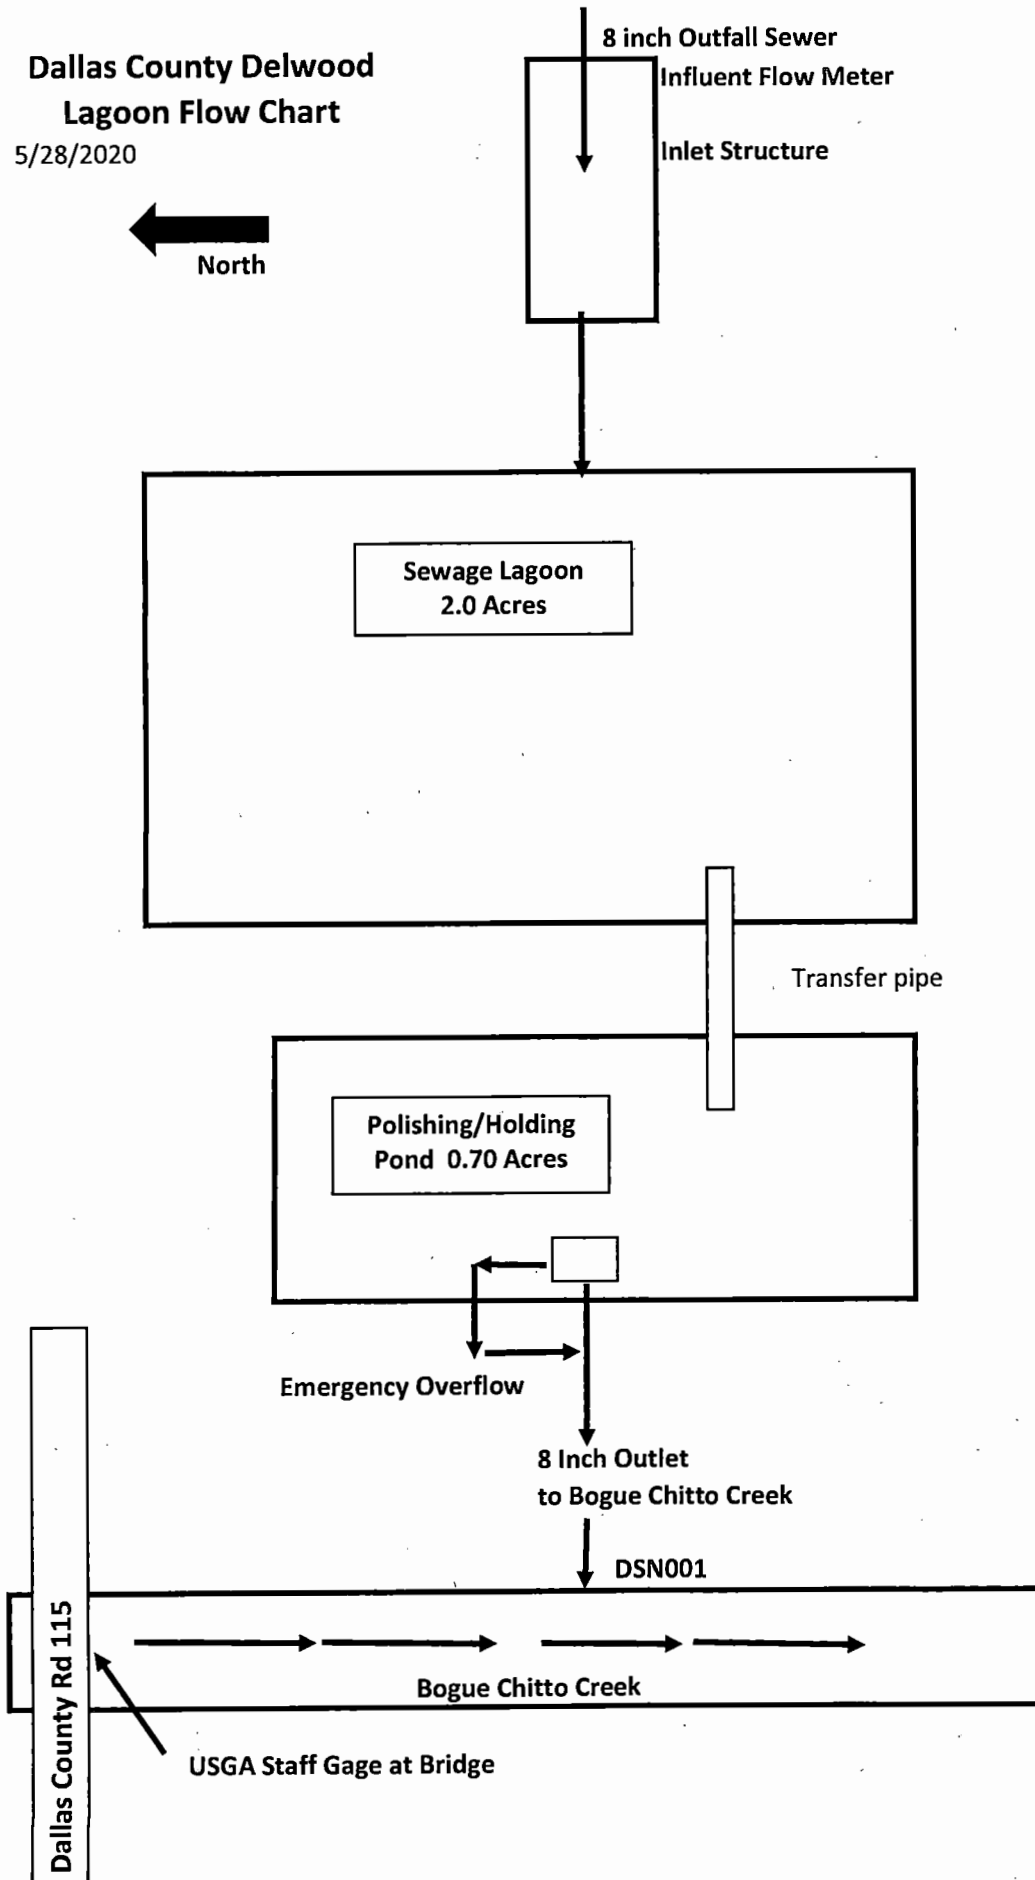 Dallas County Delwood
Lagoon Flow Chart
5/28/2020
North
8 inch Outfall Sewer
Influent Flow Meter
Inlet Structure
Sewage Lagoon
2.0 Acres
Transfer pipe
Polishing/Holding
Pond 0.70 Acres
Emergency Overflow
8 Inch Outlet
to Bogue Chitto Creek
DSN001
Dallas County Rd 115
Bogue Chitto Creek
USGA Staff Gage at Bridge